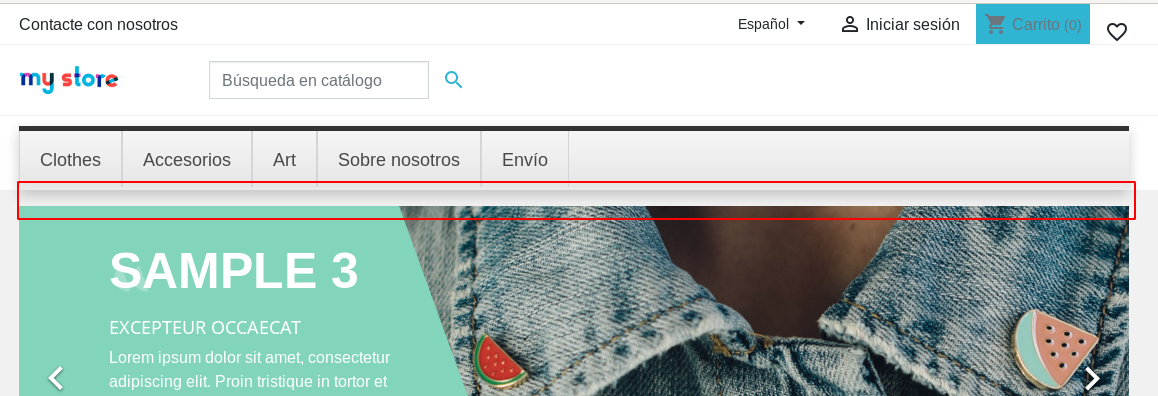 Contacte con nosotros
Español
Iniciar sesión
Carrito (0)
my store
Búsqueda en catálogo
Clothes
Accesorios
Art
Sobre nosotros
Envío
SAMPLE 3
EXCEPTEUR OCCAECAT
Lorem ipsum dolor sit amet, consectetur
adipiscing elit. Proin tristique in tortor et